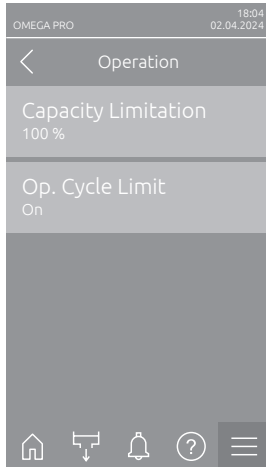 18:04
OMEGA PRO 02.04.2024
Operation
Capacity Limitation
100 %
Op. Cycle Limit
On
?